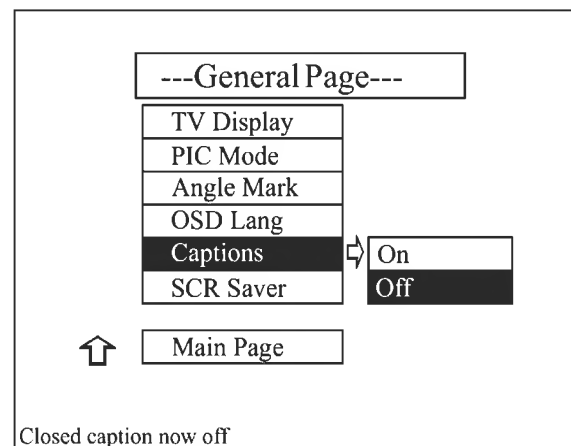 ---General Page---
TV Display
PIC Mode
Angle Mark
OSD Lang
Captions
On
SCR Saver
Off
Main Page
Closed caption now off